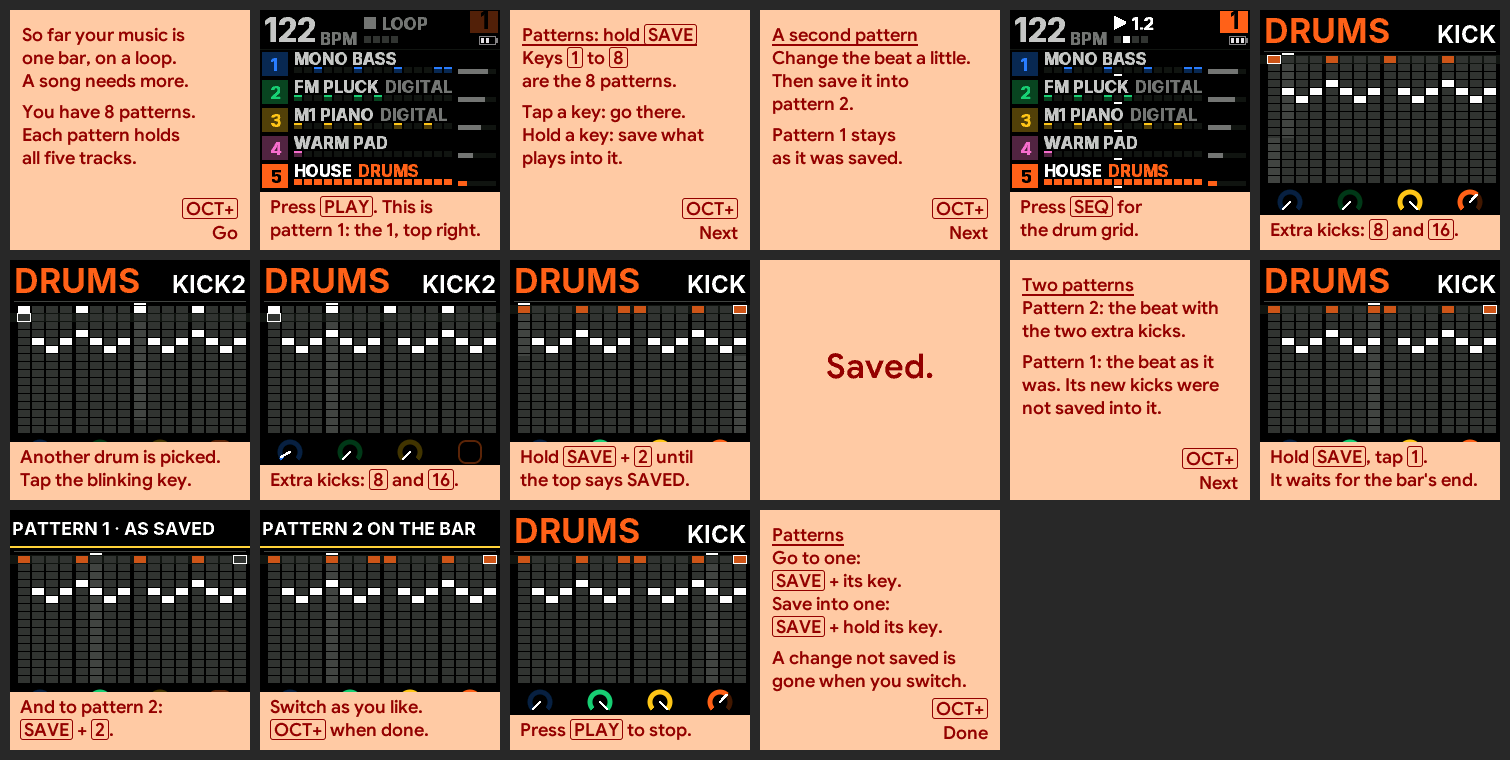 So far your music is
one bar, on a loop.
A song needs more.
You have 8 patterns.
Each pattern holds
all five tracks.
OCT+
Go
122 BPM LOOP 1
1 MONO BASS
2 FM PLUCK DIGITAL
3 M1 PIANO DIGITAL
4 WARM PAD
5 HOUSE DRUMS
Press PLAY. This is
pattern 1: the 1, top right.
Patterns: hold SAVE
Keys 1 to 8
are the 8 patterns.
Tap a key: go there.
Hold a key: save what
plays into it.
OCT+
Next
A second pattern
Change the beat a little.
Then save it into
pattern 2.
Pattern 1 stays
as it was saved.
OCT+
Next
122 BPM 1.2 1
1 MONO BASS
2 FM PLUCK DIGITAL
3 M1 PIANO DIGITAL
4 WARM PAD
5 HOUSE DRUMS
Press SEQ for
the drum grid.
DRUMS KICK
Extra kicks: 8 and 16.
DRUMS KICK2
Another drum is picked.
Tap the blinking key.
DRUMS KICK2
Extra kicks: 8 and 16.
DRUMS KICK
Hold SAVE + 2 until
the top says SAVED.
Saved.
Two patterns
Pattern 2: the beat with
the two extra kicks.
Pattern 1: the beat as it
was. Its new kicks were
not saved into it.
OCT+
Next
DRUMS KICK
Hold SAVE, tap 1.
It waits for the bar's end.
PATTERN 1 · AS SAVED
And to pattern 2:
SAVE + 2.
PATTERN 2 ON THE BAR
Switch as you like.
OCT+ when done.
DRUMS KICK
Press PLAY to stop.
Patterns
Go to one:
SAVE + its key.
Save into one:
SAVE + hold its key.
A change not saved is
gone when you switch.
OCT+
Done